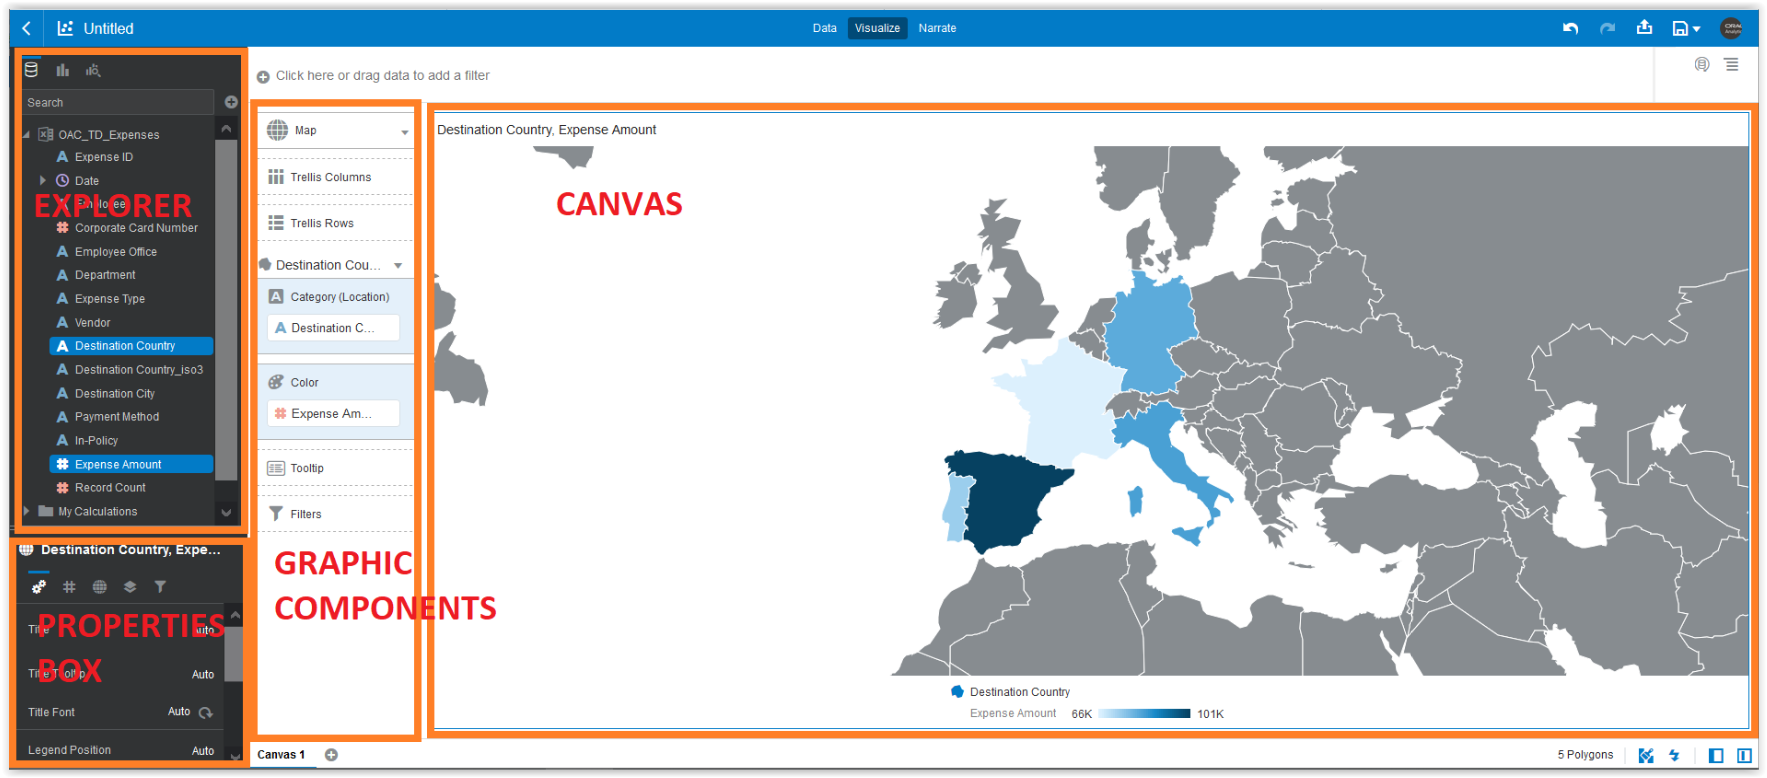 Untitled
Data
Visualize
Narrate
Click here or drag data to add a filter
Search
OAC_TD_Expenses
Expense ID
Date
EXPLORER
Corporate Card Number
Employee Office
Department
Expense Type
Vendor
Destination Country
Destination Country_iso3
Destination City
Payment Method
In-Policy
Expense Amount
Record Count
My Calculations
Destination Country, Expe...
Title
Auto
PROPERTIES
BOX
Auto
Title Font
Auto
Legend Position
Auto
Map
Trellis Columns
Trellis Rows
Destination Cou...
Category (Location)
A Destination C...
Color
Expense Am...
Tooltip
Filters
GRAPHIC
COMPONENTS
Destination Country, Expense Amount
CANVAS
Destination Country
Expense Amount 66K 101K
Canvas 1
5 Polygons